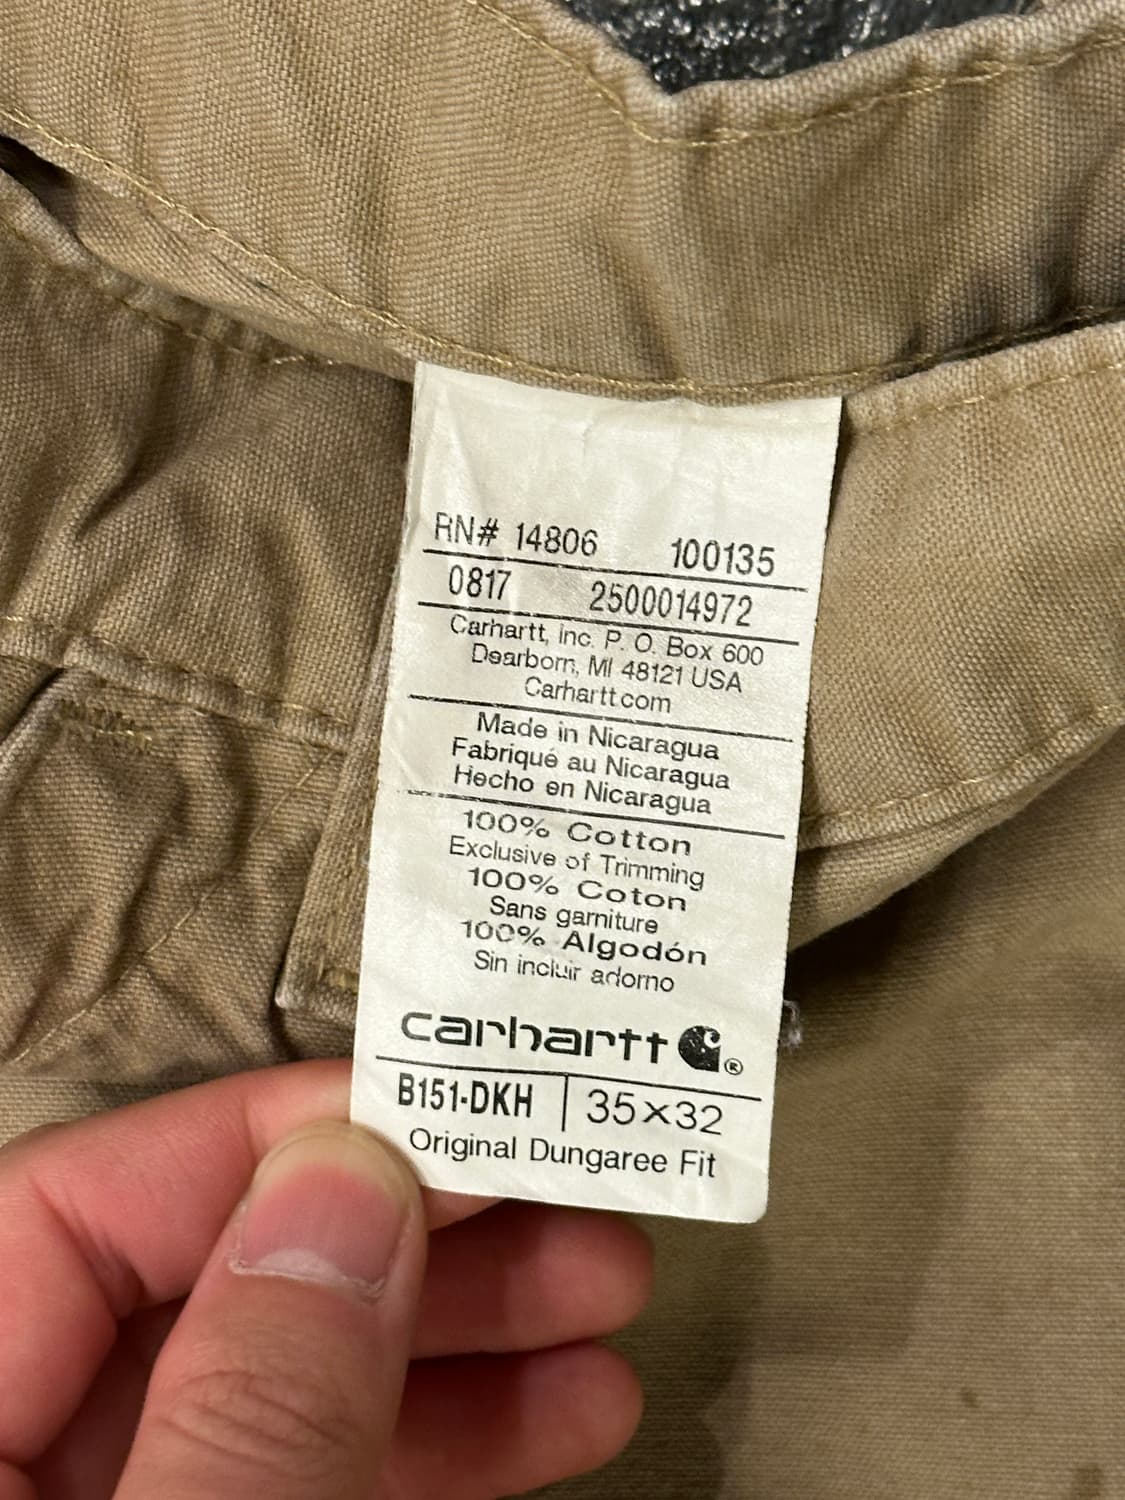 RN# 14806 100135
0817 2500014972
Carhartt, Inc. P. O. Box 600
Dearborn, MI 48121 USA
Carhartt.com
Made in Nicaragua
Fabriqué au Nicaragua
Hecho en Nicaragua
100% Cotton
Exclusive of Trimming
100% Coton
Sans garniture
100% Algodón
Sin incluir adorno
carhartt ®
B151-DKH | 35x32
Original Dungaree Fit